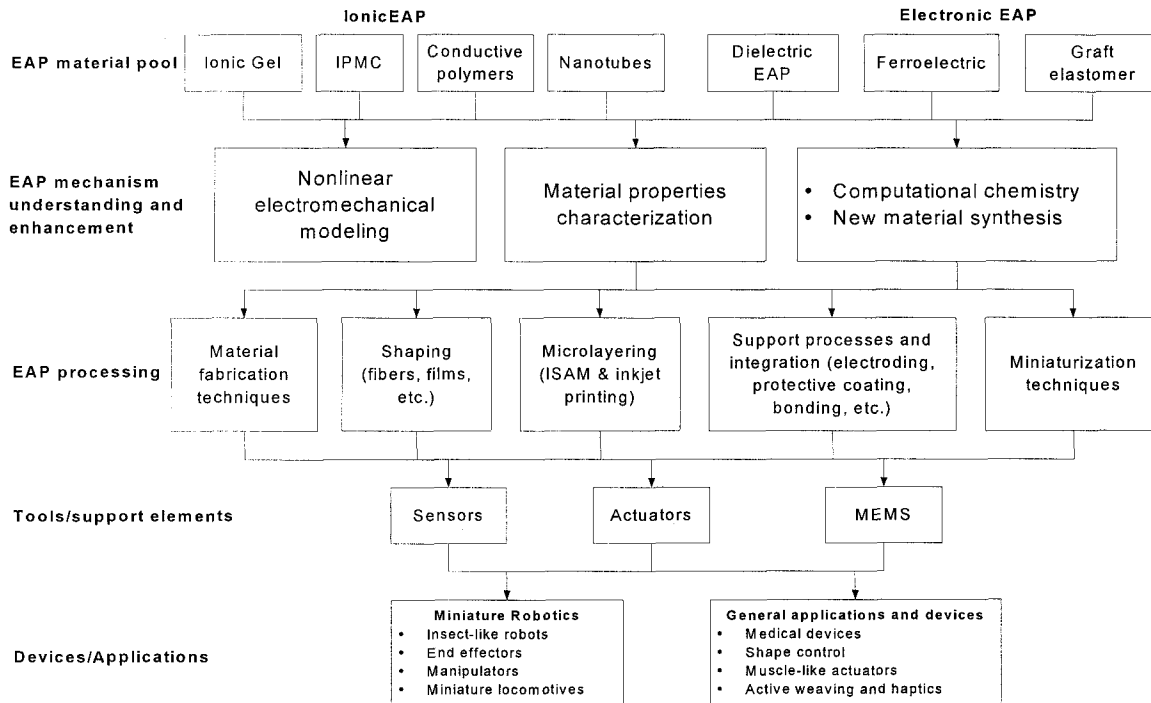 IonicEAP
Electronic EAP
EAP material pool
Ionic Gel
IPMC
Conductive
polymers
Nanotubes
Dielectric
EAP
Ferroelectric
Graft
elastomer
EAP mechanism
understanding and
enhancement
Nonlinear
electromechanical
modeling
Material properties
characterization
• Computational chemistry
• New material synthesis
EAP processing
Material
fabrication
techniques
Shaping
(fibers, films,
etc.)
Microlayering
(ISAM & inkjet
printing)
Support processes and
integration (electroding,
protective coating,
bonding, etc.)
Miniaturization
techniques
Tools/support elements
Sensors
Actuators
MEMS
Devices/Applications
Miniature Robotics
• Insect-like robots
• End effectors
• Manipulators
• Miniature locomotives
General applications and devices
• Medical devices
• Shape control
• Muscle-like actuators
• Active weaving and haptics